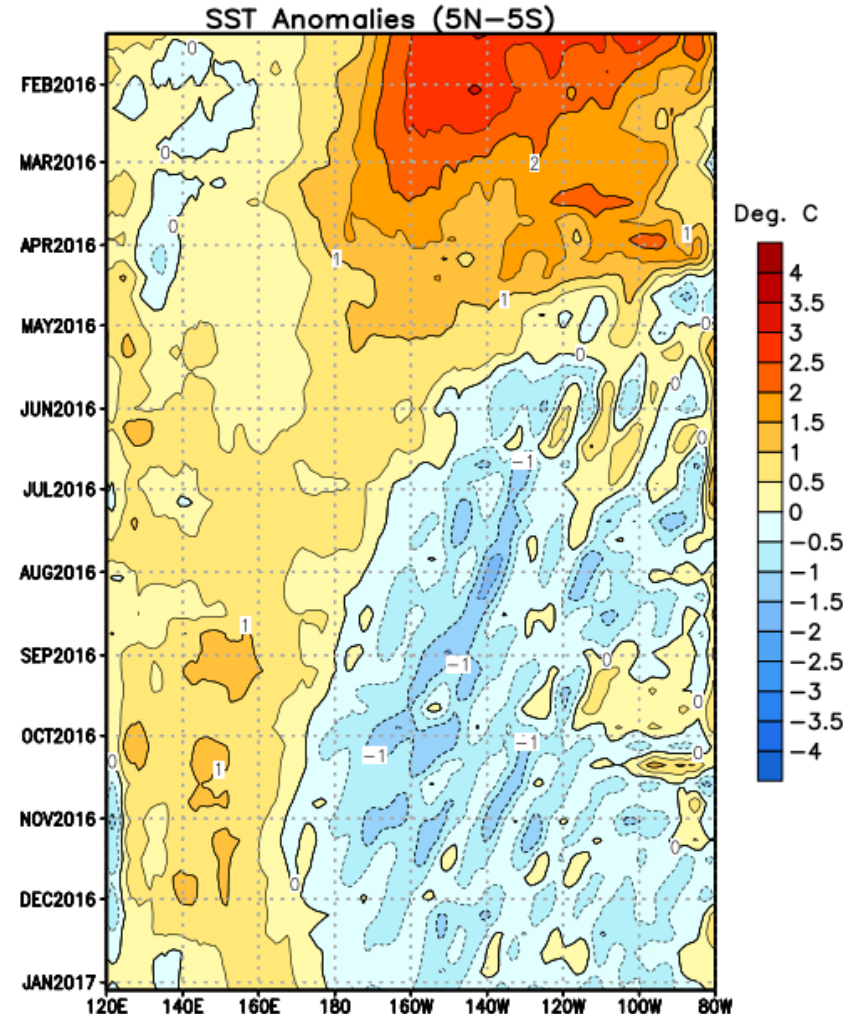 SST Anomalies (5N−5S)
FEB2016
MAR2016
APR2016
MAY2016
JUN2016
JUL2016
AUG2016
SEP2016
OCT2016
NOV2016
DEC2016
JAN2017
120E 140E 160E 180 160W 140W 120W 100W 80W
0
0
2
0
1
1
1
0
0
0
0
−1
1
−1
0
0
−1
−1
0
0
1
0
0
Deg. C
4
3.5
3
2.5
2
1.5
1
0.5
0
−0.5
−1
−1.5
−2
−2.5
−3
−3.5
−4